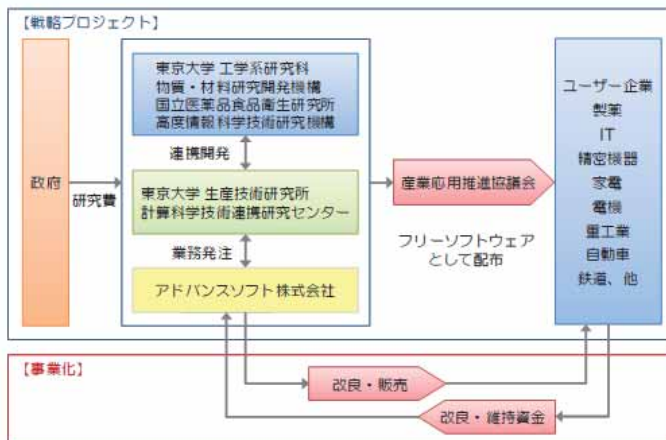 【戦略プロジェクト】
政府
研究費
東京大学 工学系研究科
物質・材料研究開発機構
国立医薬品食品衛生研究所
高度情報科学技術研究機構
連携開発
東京大学 生産技術研究所
計算科学技術連携研究センター
業務発注
アドバンスソフト株式会社
産業応用推進協議会
フリーソフトウェア
として配布
ユーザー企業
製薬
IT
精密機器
家電
電機
重工業
自動車
鉄道、他
【事業化】
改良・販売
改良・維持資金